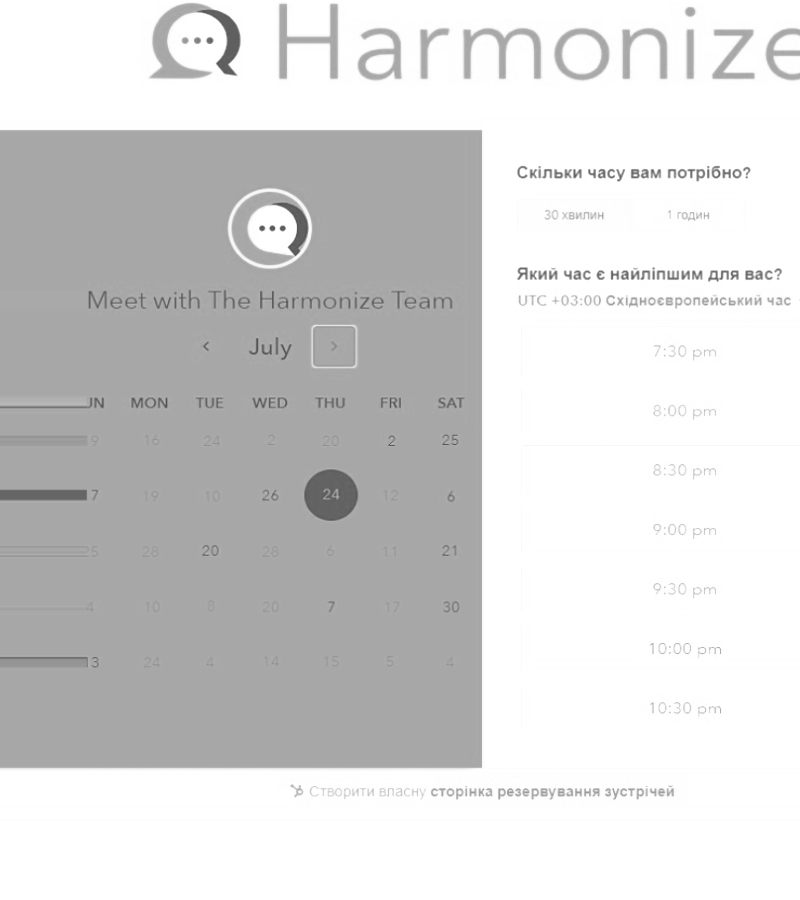 Harmonize
Meet with The Harmonize Team
July
UN MON TUE WED THU FRI SAT
9 16 24 2 20 2 25
7 19 10 26 24 12 6
5 28 20 28 6 11 21
4 10 8 20 7 17 30
3 24 4 14 15 5 4
Скільки часу вам потрібно?
30 хвилин 1 годин
Який час є найліпшим для вас?
UTC +03:00 Східноєвропейський час
7:30 pm
8:00 pm
8:30 pm
9:00 pm
9:30 pm
10:00 pm
10:30 pm
Створити власну сторінка резервування зустрічей